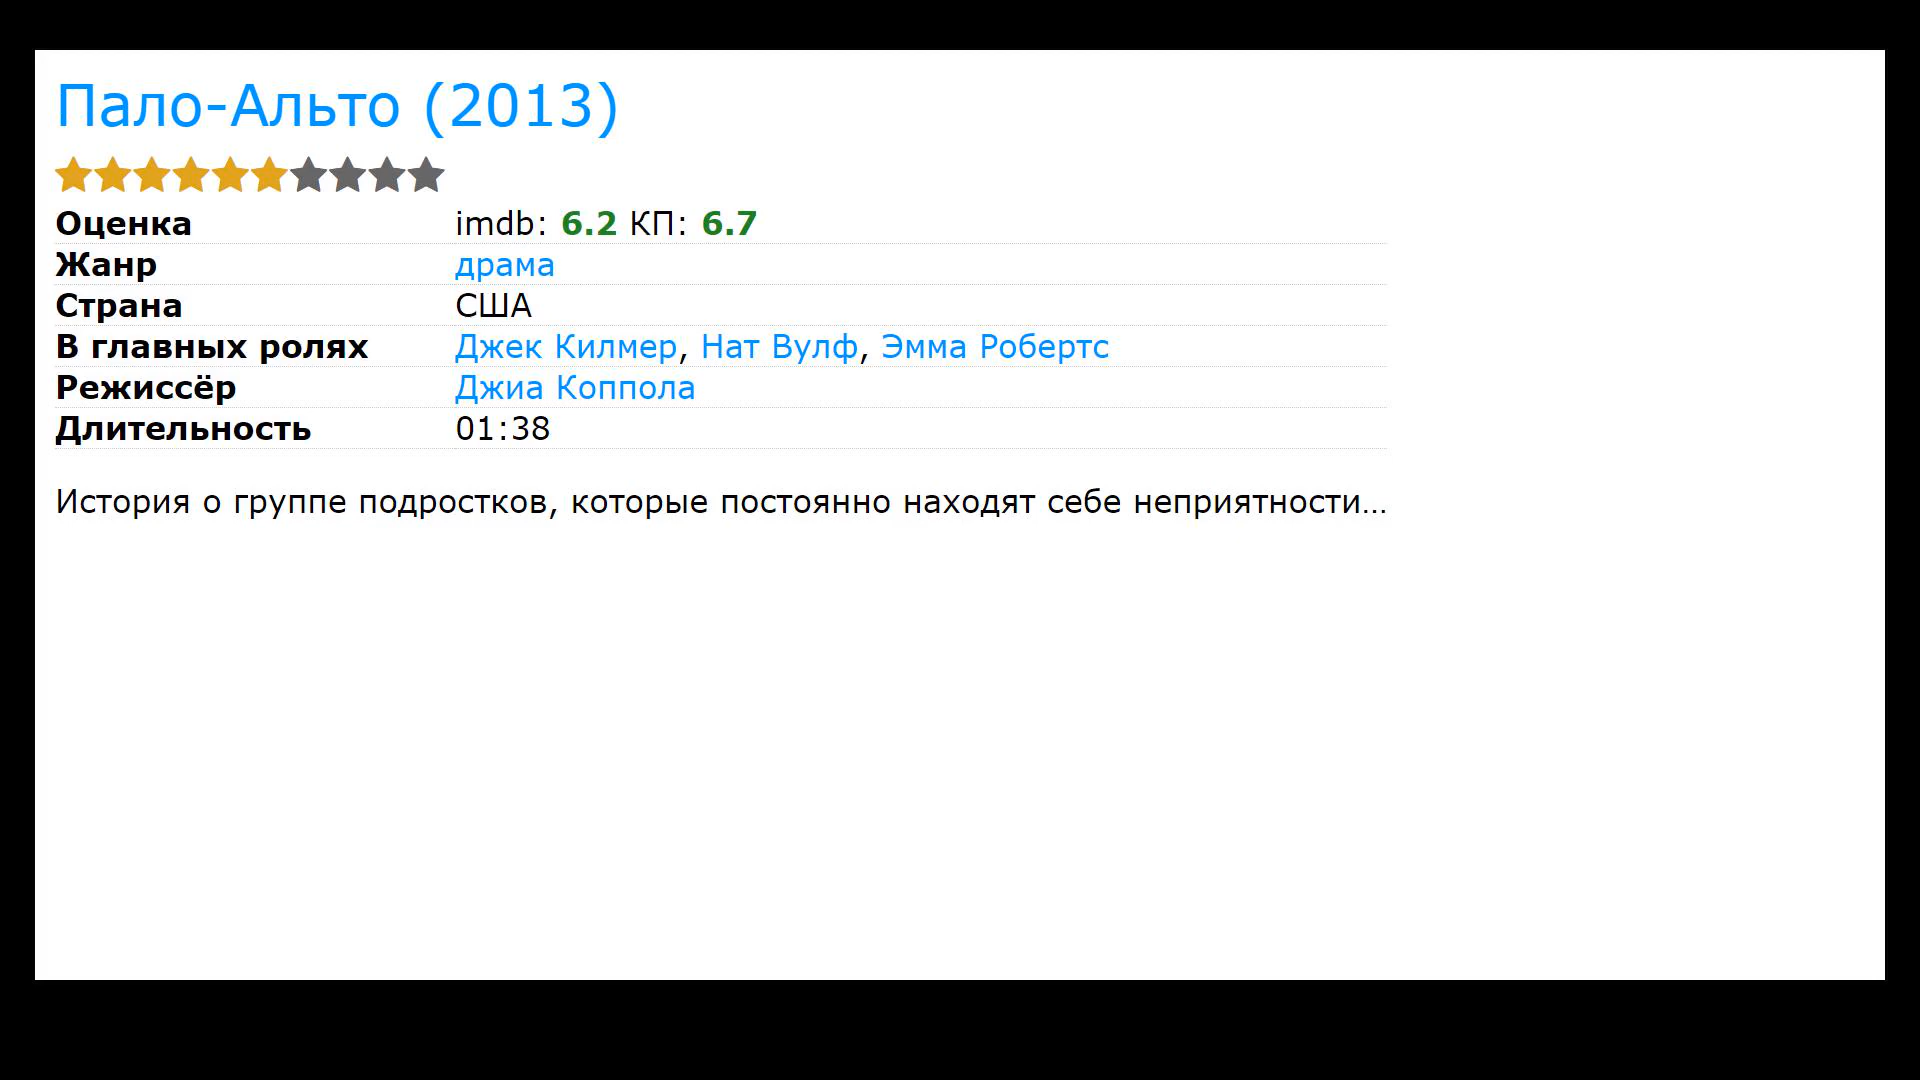 Пало-Альто (2013)
Оценка imdb: 6.2 КП: 6.7
Жанр драма
Страна США
В главных ролях Джек Килмер, Нат Вулф, Эмма Робертс
Режиссёр Джиа Коппола
Длительность 01:38
История о группе подростков, которые постоянно находят себе неприятности...